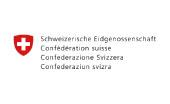 Schweizerische Eidgenossenschaft
Confédération suisse
Confederazione Svizzera
Confederaziun svizra